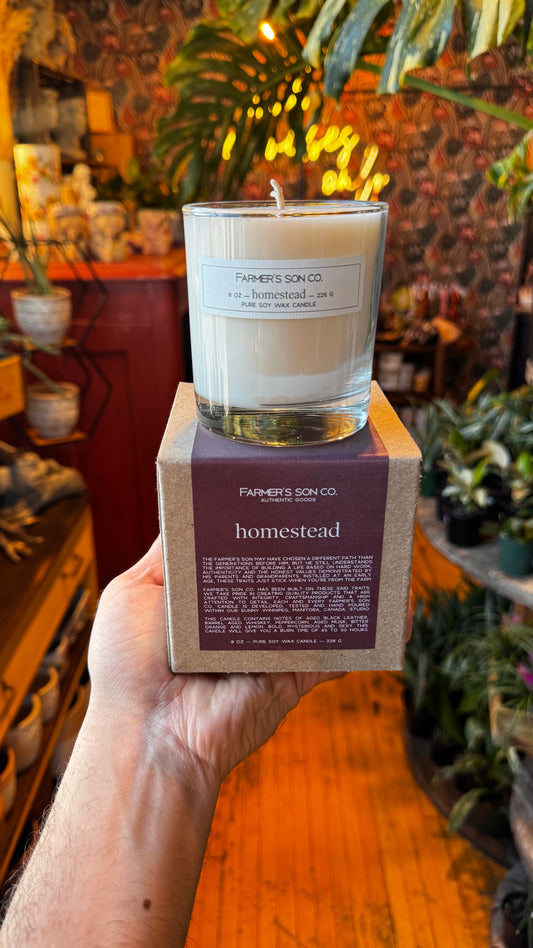 FARMER'S SON CO.
8 OZ — homestead — 226 G
PURE SOY WAX CANDLE
FARMER'S SON CO.
AUTHENTIC GOODS
homestead
THE FARMER'S SON MAY HAVE CHOSEN A DIFFERENT PATH THAN
THE GENERATIONS BEFORE HIM, BUT HE STILL UNDERSTANDS
THE IMPORTANCE OF BUILDING A LIFE BASED ON HARD WORK,
AUTHENTICITY AND THE HONEST VALUES DEMONSTRATED BY
HIS PARENTS AND GRANDPARENTS. INSTILLED AT AN EARLY
AGE, THESE TRAITS JUST STICK WHEN YOU'RE FROM THE FARM
FARMER'S SON CO. HAS BEEN BUILT ON THESE SAID TRAITS.
WE TAKE PRIDE IN CREATING QUALITY PRODUCTS THAT ARE
CRAFTED WITH INTEGRITY, CRAFTSMANSHIP AND A HIGH
ATTENTION TO DETAIL. EACH AND EVERY FARMER'S SON
CO. CANDLE IS DEVELOPED, TESTED AND HAND POURED
WITHIN OUR SUNNY WINNIPEG, MANITOBA, CANADA, STUDIO
THIS CANDLE CONTAINS NOTES OF AGED BLACK LEATHER,
BARREL AGED WHISKEY, PEPPERCORN, AGED MUSK, BITTER
ORANGE AND LEMON. BOLD, MYSTERIOUS AND SEXY. THIS
CANDLE WILL GIVE YOU A BURN TIME OF 45 TO 50 HOURS
8 OZ — PURE SOY WAX CANDLE — 226 G